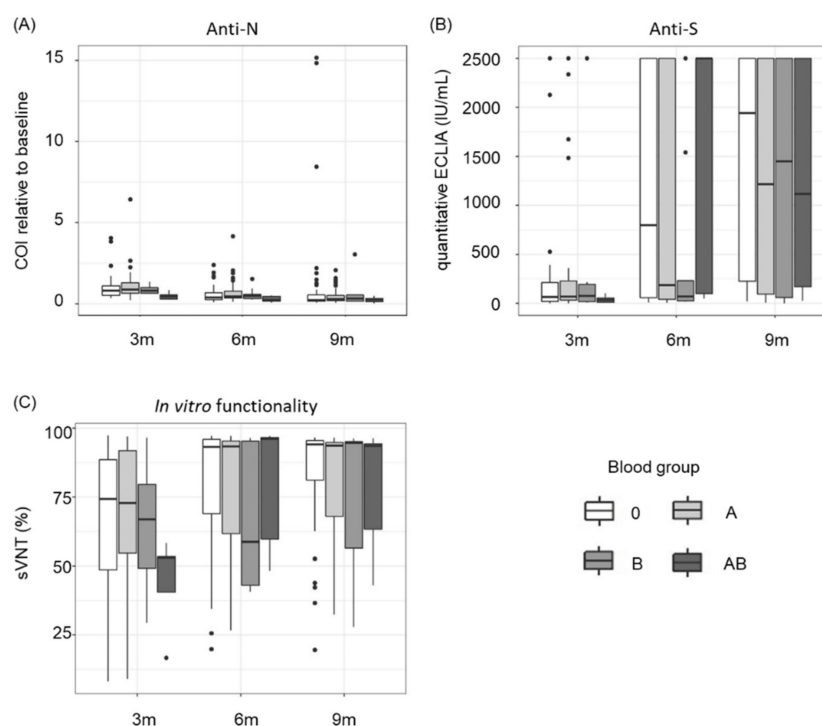 (A)
Anti-N
COI relative to baseline
15
10
5
0
3m 6m 9m
(B)
Anti-S
quantitative ECLIA (IU/mL)
2500
2000
1500
1000
500
0
3m 6m 9m
(C)
In vitro functionality
sVNT (%)
100
75
50
25
3m 6m 9m
Blood group
0 A
B AB